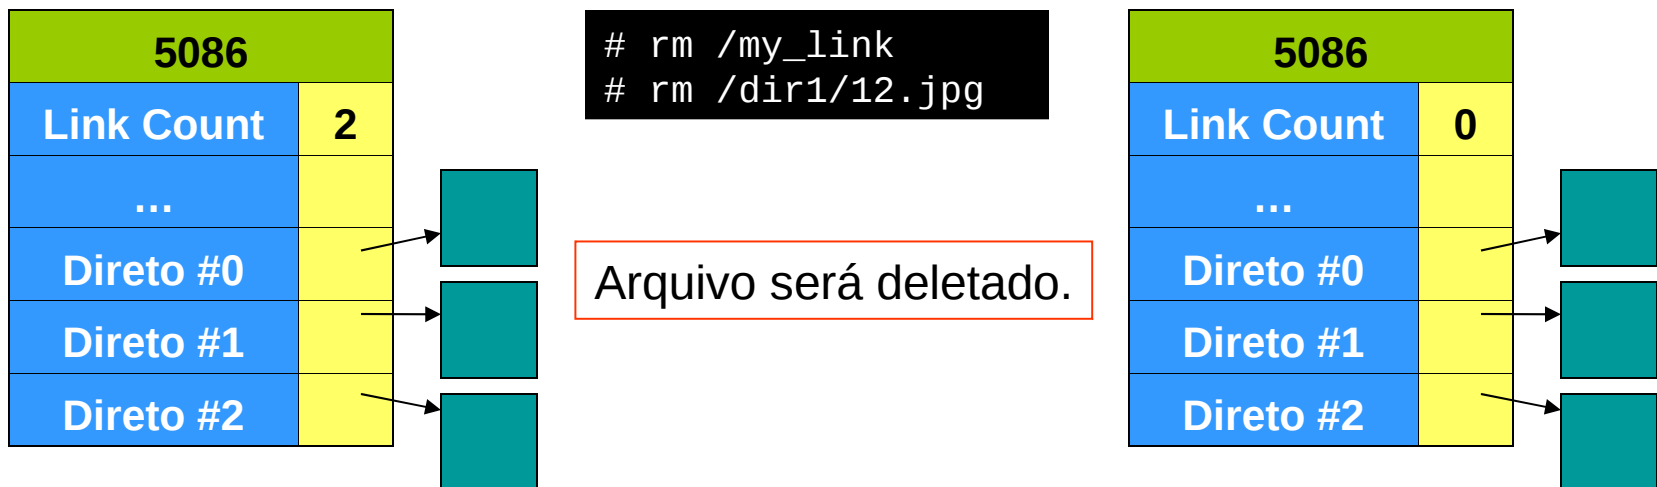 5086
Link Count 2
...
Direto #0
Direto #1
Direto #2
# rm /my_link
# rm /dir1/12.jpg
Arquivo será deletado.
5086
Link Count 0
...
Direto #0
Direto #1
Direto #2